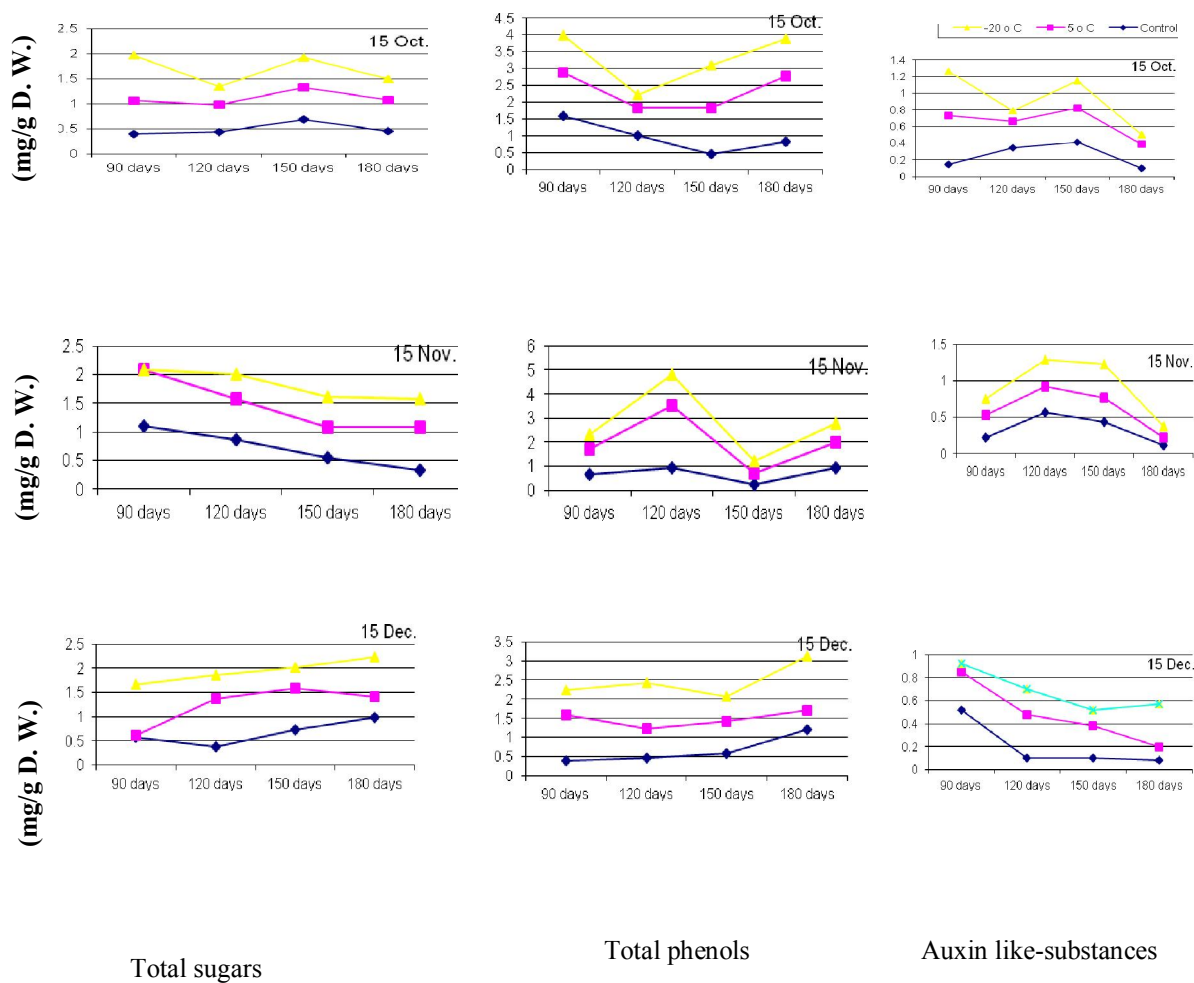 (mg/g D. W.)
15 Oct.
2.5
2
1.5
1
0.5
0
90 days 120 days 150 days 180 days
15 Oct.
4.5
4
3.5
3
2.5
2
1.5
1
0.5
0
90 days 120 days 150 days 180 days
-20 o C 5 o C Control
15 Oct.
1.4
1.2
1
0.8
0.6
0.4
0.2
0
90 days 120 days 150 days 180 days
(mg/g D. W.)
15 Nov.
2.5
2
1.5
1
0.5
0
90 days 120 days 150 days 180 days
15 Nov.
6
5
4
3
2
1
0
90 days 120 days 150 days 180 days
15 Nov.
1.5
1
0.5
0
90 days 120 days 150 days 180 days
(mg/g D. W.)
15 Dec.
2.5
2
1.5
1
0.5
0
90 days 120 days 150 days 180 days
15 Dec.
3.5
3
2.5
2
1.5
1
0.5
0
90 days 120 days 150 days 180 days
15 Dec.
1
0.8
0.6
0.4
0.2
0
90 days 120 days 150 days 180 days
Total sugars
Total phenols
Auxin like-substances